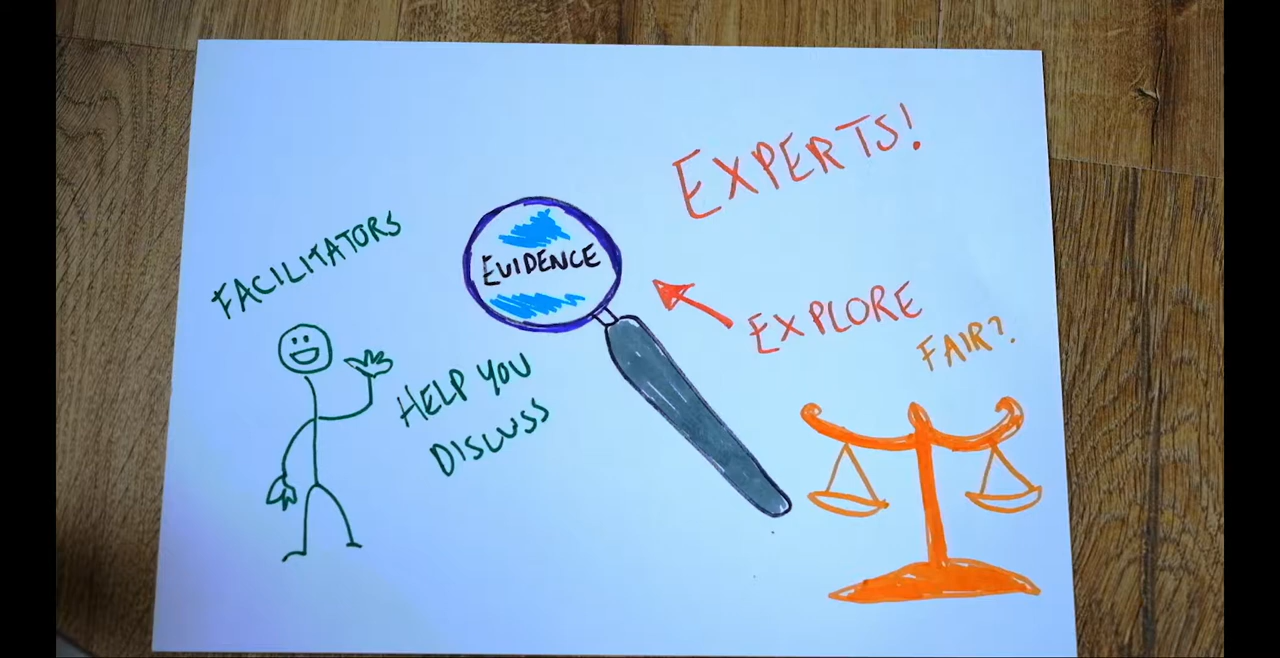 FACILITATORS
HELP YOU
DISCUSS
EVIDENCE
EXPERTS!
EXPLORE
FAIR?